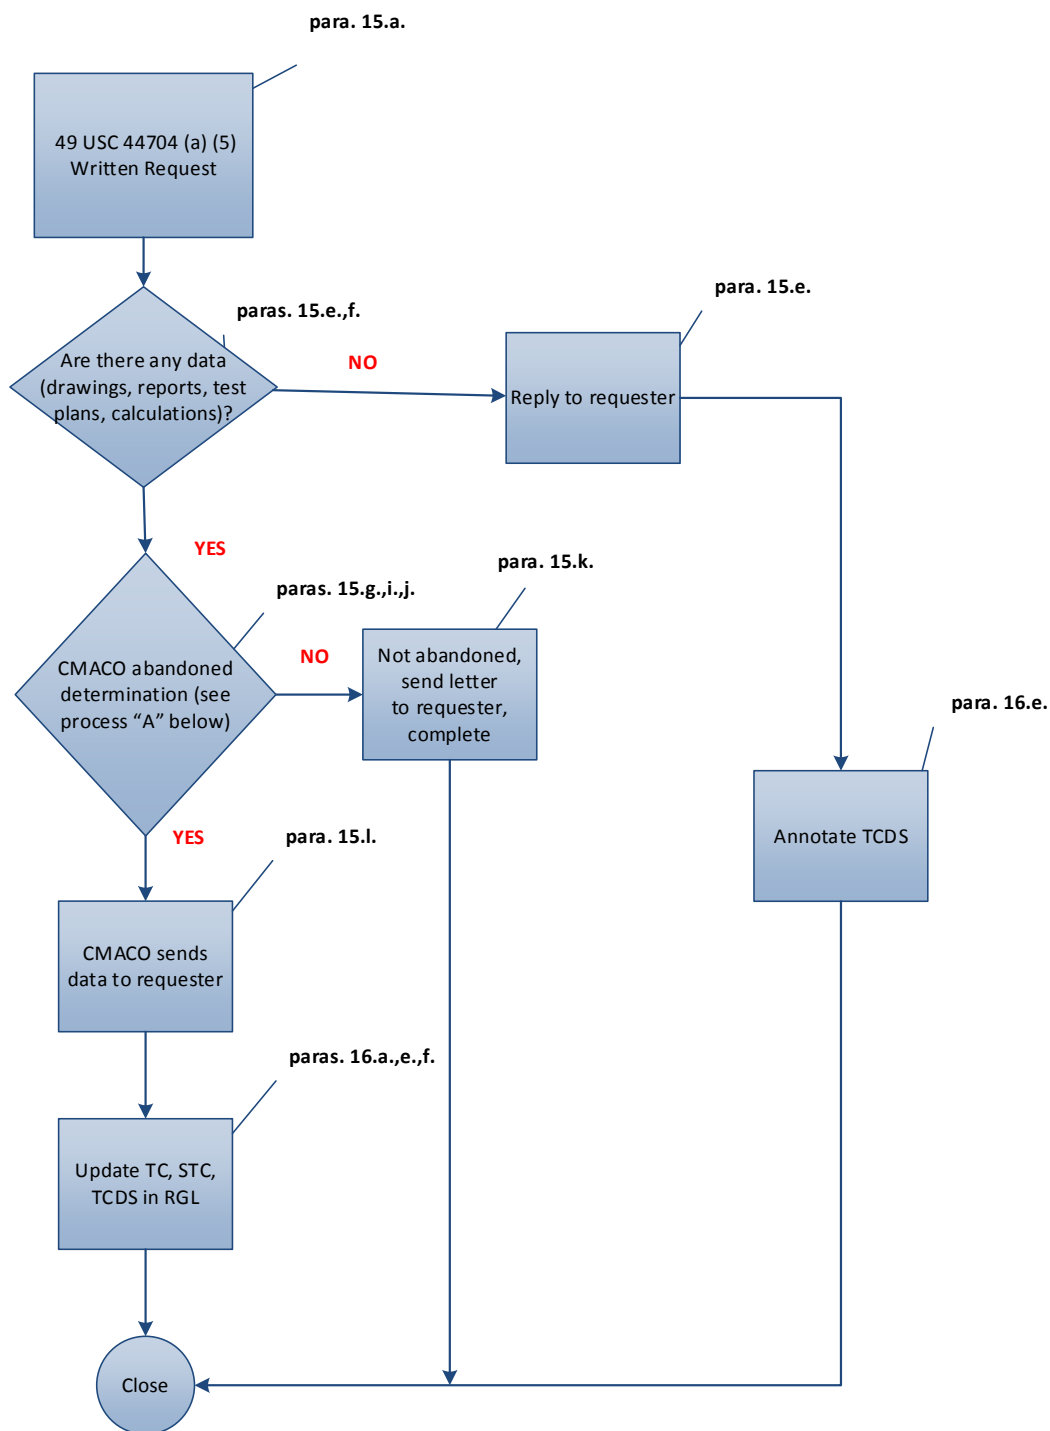 para. 15.a.
49 USC 44704 (a) (5)
Written Request
para. 15.e.
paras. 15.e.,f.
Are there any data
(drawings, reports, test
plans, calculations)?
NO
Reply to requester
YES
para. 15.k.
paras. 15.g.,i.,j.
CMACO abandoned
determination (see
process “A” below)
NO
Not abandoned,
send letter
to requester,
complete
para. 16.e.
Annotate TCDS
YES
para. 15.l.
CMACO sends
data to requester
paras. 16.a.,e.,f.
Update TC, STC,
TCDS in RGL
Close